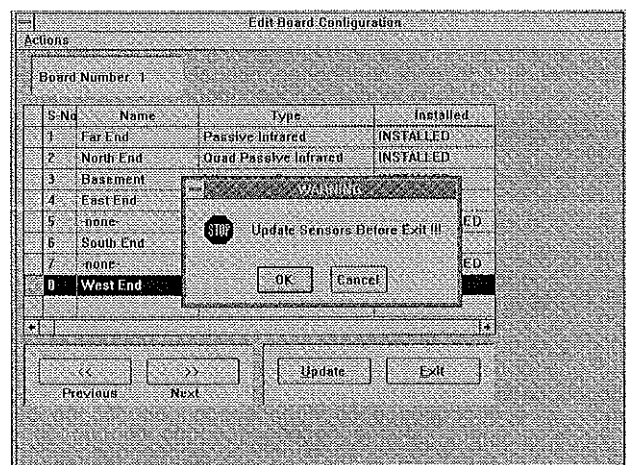 Edit Board Configuration
Actions
Board Number 1
S-No Name Type Installed
1 Far End Passive Infrared INSTALLED
2 North End Quad Passive Infrared INSTALLED
3 Basement
WARNING
4 East End
5 -none- ED
STOP Update Sensors Before Exit !!!
6 South End
7 -none- ED
OK Cancel
8 West End
<< >> Update Exit
Previous Next